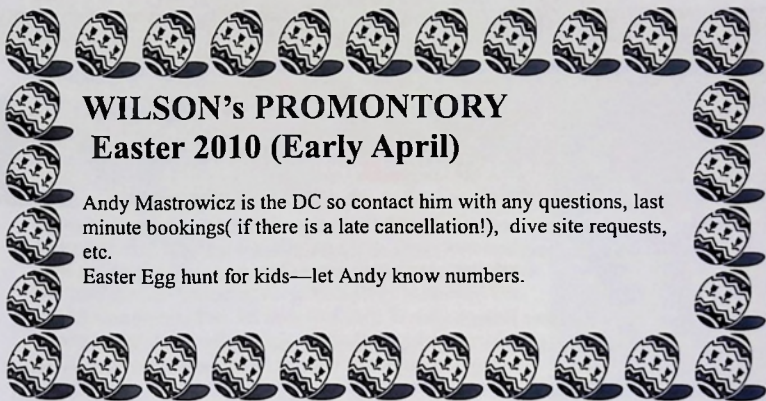 WILSON's PROMONTORY
Easter 2010 (Early April)
Andy Mastrowicz is the DC so contact him with any questions, last
minute bookings( if there is a late cancellation!), dive site requests,
etc.
Easter Egg hunt for kids—let Andy know numbers.